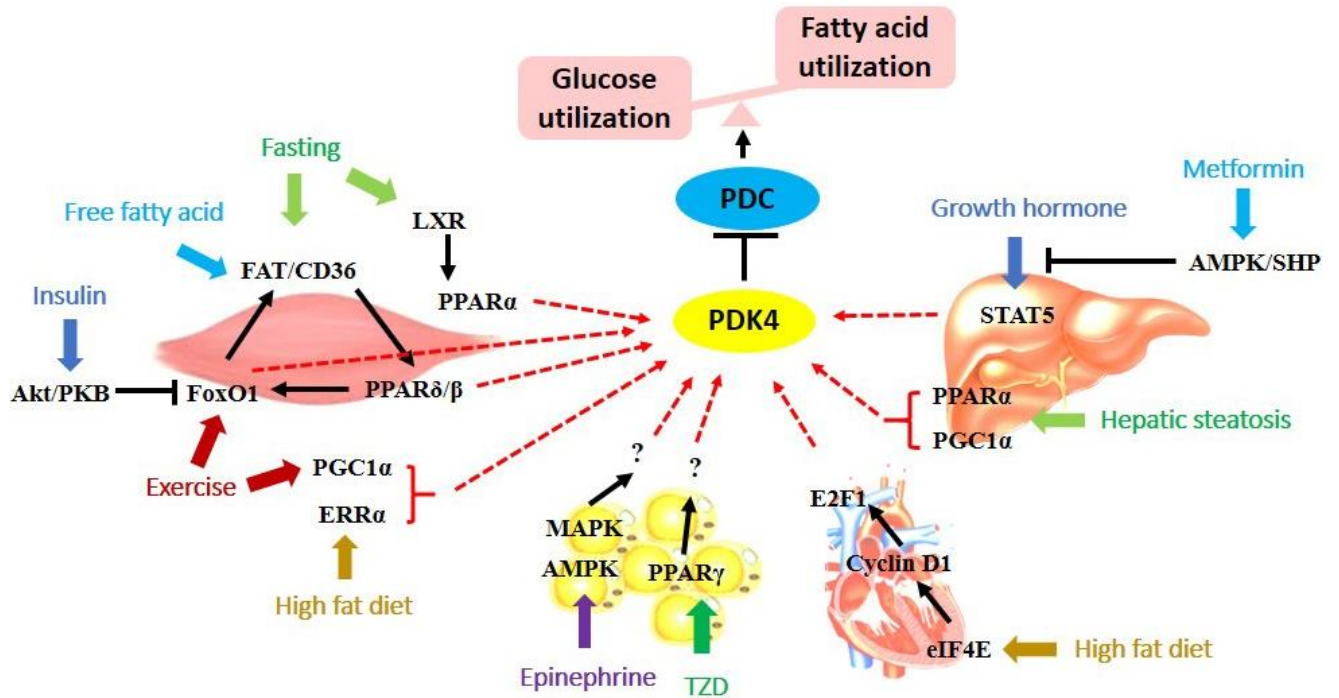 Fatty acid
utilization
Glucose
utilization
Fasting
Free fatty acid
LXR
FAT/CD36
PPARα
Insulin
Akt/PKB
FoxO1
PPARδ/β
Exercise
PGC1α
ERRα
High fat diet
PDC
PDK4
Growth hormone
Metformin
AMPK/SHP
STAT5
PPARα
PGC1α
Hepatic steatosis
?
?
MAPK
AMPK
PPARγ
Epinephrine
TZD
E2F1
Cyclin D1
eIF4E
High fat diet